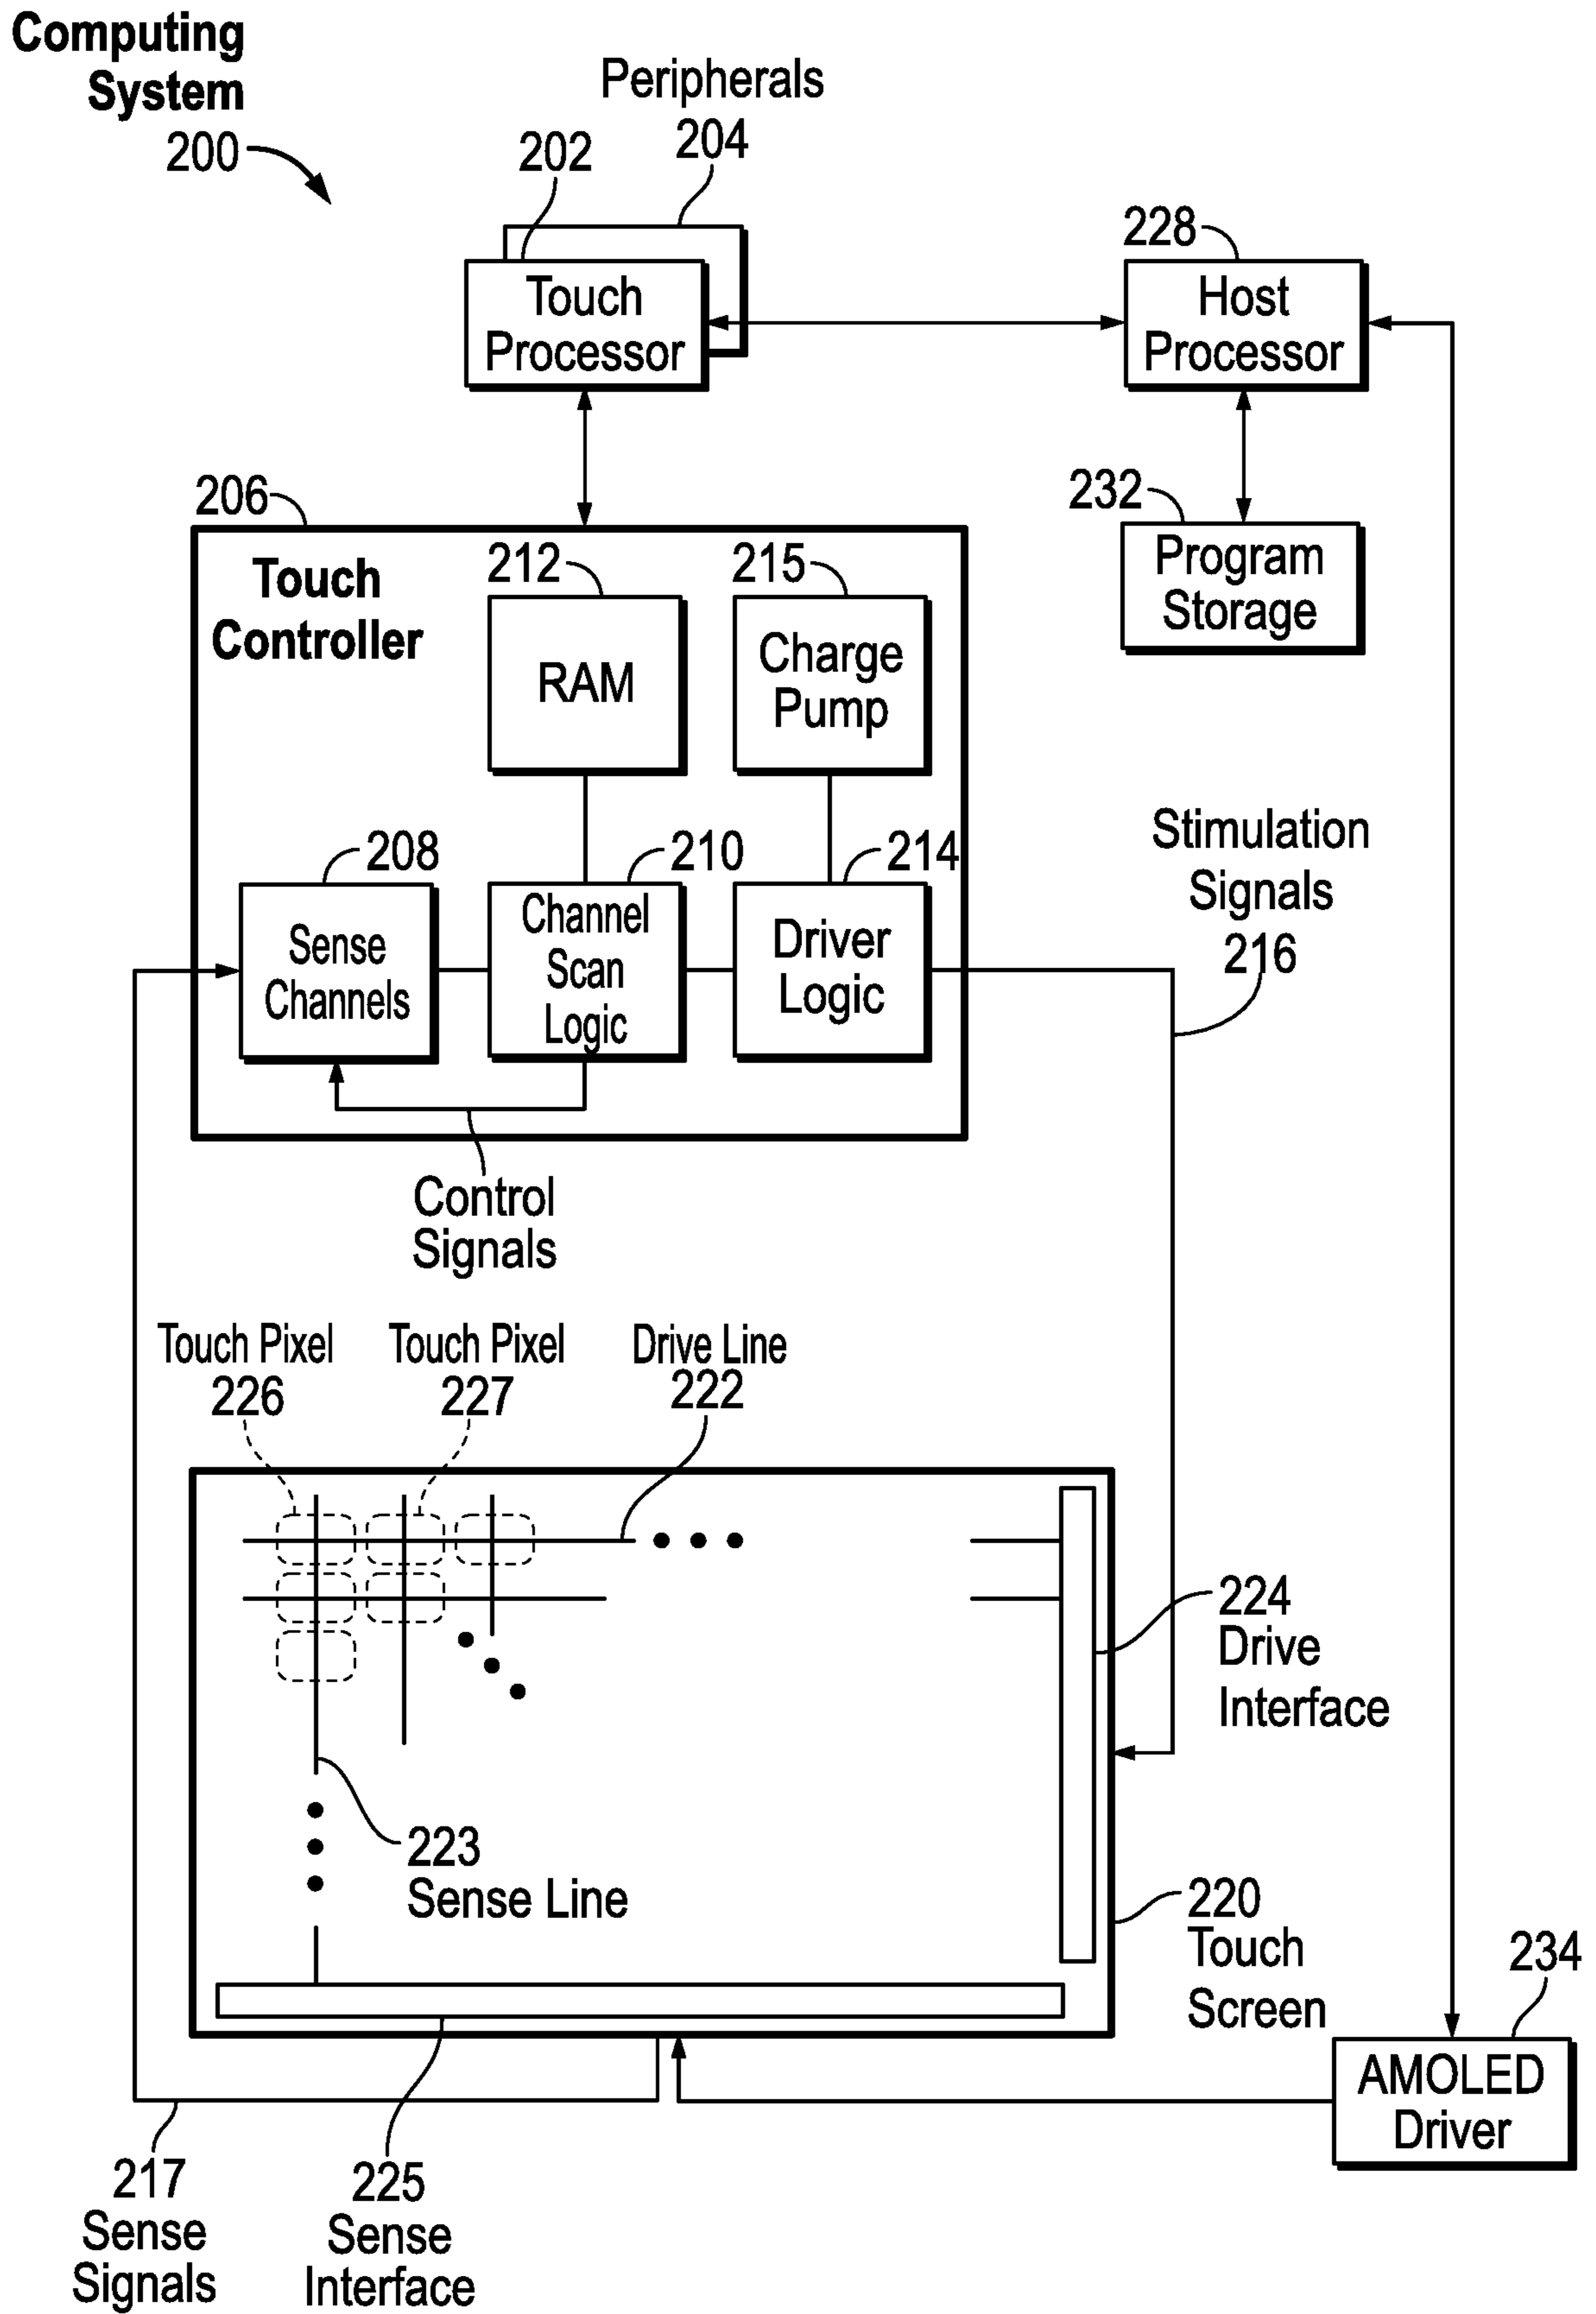 Computing
System
200
Peripherals
204
202
228
Touch
Processor
Host
Processor
206
232
Touch
Controller
212
215
Program
Storage
RAM
Charge
Pump
208
210
214
Stimulation
Signals
216
Sense
Channels
Channel
Scan
Logic
Driver
Logic
Control
Signals
Touch Pixel
226
Touch Pixel
227
Drive Line
222
224
Drive
Interface
223
Sense Line
220
Touch
Screen
234
AMOLED
Driver
217
Sense
Signals
225
Sense
Interface